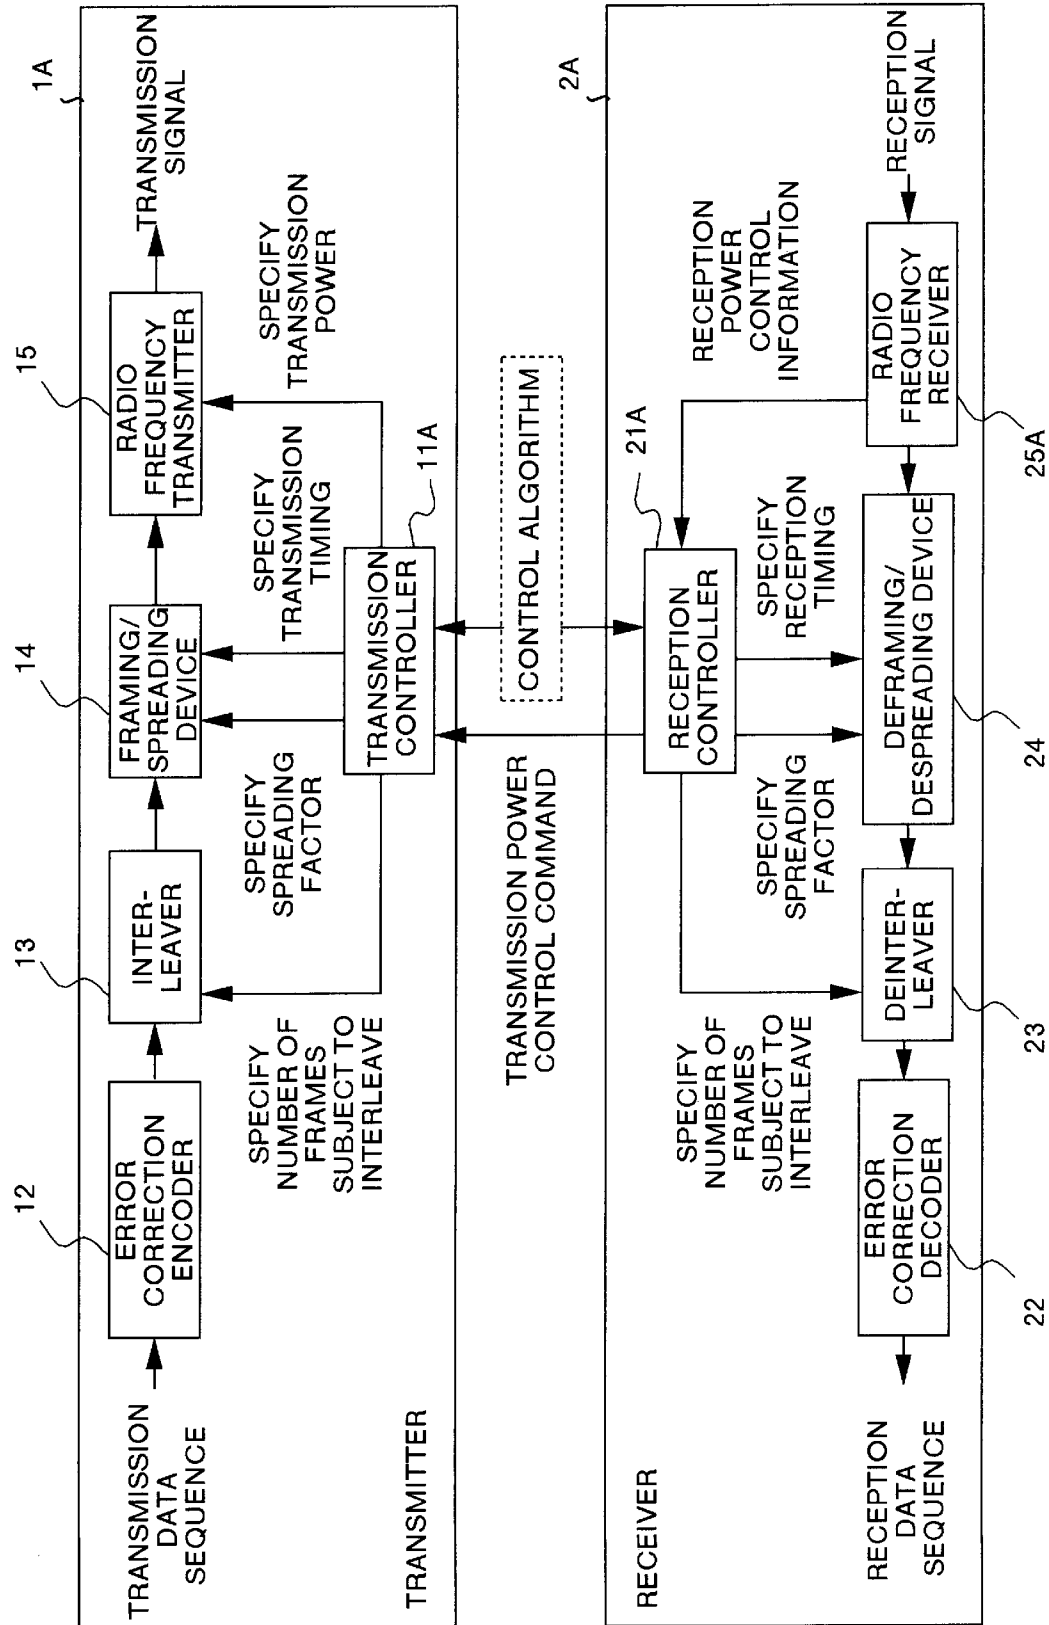 1A
TRANSMISSION
DATA
SEQUENCE
12
ERROR
CORRECTION
ENCODER
13
INTER-
LEAVER
14
FRAMING/
SPREADING
DEVICE
15
RADIO
FREQUENCY
TRANSMITTER
TRANSMISSION
SIGNAL
SPECIFY
NUMBER OF
FRAMES
SUBJECT TO
INTERLEAVE
SPECIFY
SPREADING
FACTOR
SPECIFY
TRANSMISSION
TIMING
SPECIFY
TRANSMISSION
POWER
TRANSMISSION
CONTROLLER
11A
TRANSMITTER
TRANSMISSION POWER
CONTROL COMMAND
CONTROL ALGORITHM
2A
RECEIVER
21A
RECEPTION
CONTROLLER
SPECIFY
NUMBER OF
FRAMES
SUBJECT TO
INTERLEAVE
SPECIFY
SPREADING
FACTOR
SPECIFY
RECEPTION
TIMING
RECEPTION
POWER
CONTROL
INFORMATION
RECEPTION
DATA
SEQUENCE
ERROR
CORRECTION
DECODER
22
DEINTER-
LEAVER
23
DEFRAMING/
DESPREADING DEVICE
24
RADIO
FREQUENCY
RECEIVER
25A
RECEPTION
SIGNAL